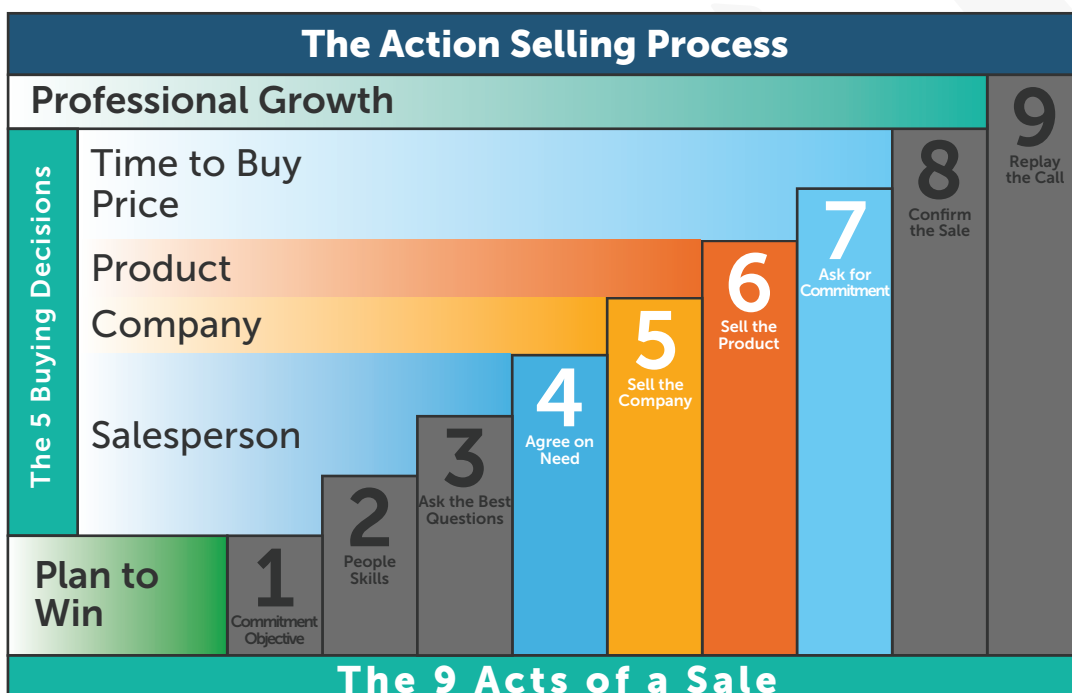 The Action Selling Process
Professional Growth
The 5 Buying Decisions
Time to Buy
Price
Product
Company
Salesperson
Plan to
Win
1
Commitment
Objective
2
People
Skills
3
Ask the Best
Questions
4
Agree on
Need
5
Sell the
Company
6
Sell the
Product
7
Ask for
Commitment
8
Confirm
the Sale
9
Replay
the Call
The 9 Acts of a Sale